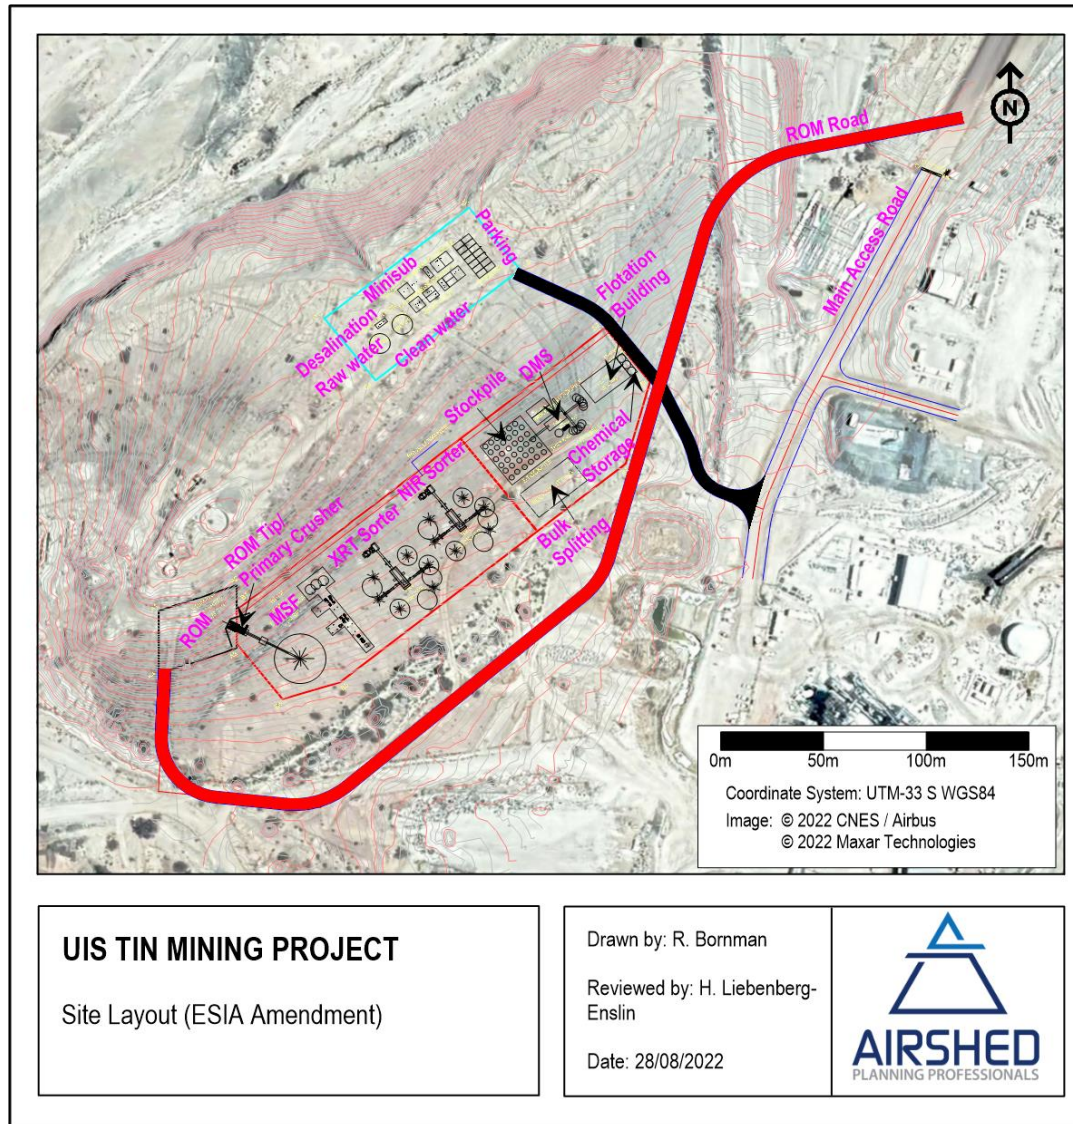 N
ROM Road
Main Access Road
Parking
Minisub
Desalination
Raw water
Clean water
Flotation
Building
DMS
Stockpile
Chemical
Storage
NIR Sorter
Bulk
Splitting
XRT Sorter
ROM Tip/
Primary Crusher
MSF
ROM
0m 50m 100m 150m
Coordinate System: UTM-33 S WGS84
Image: © 2022 CNES / Airbus
© 2022 Maxar Technologies
UIS TIN MINING PROJECT
Site Layout (ESIA Amendment)
Drawn by: R. Bornman
Reviewed by: H. Liebenberg-
Enslin
Date: 28/08/2022
AIRSHED
PLANNING PROFESSIONALS